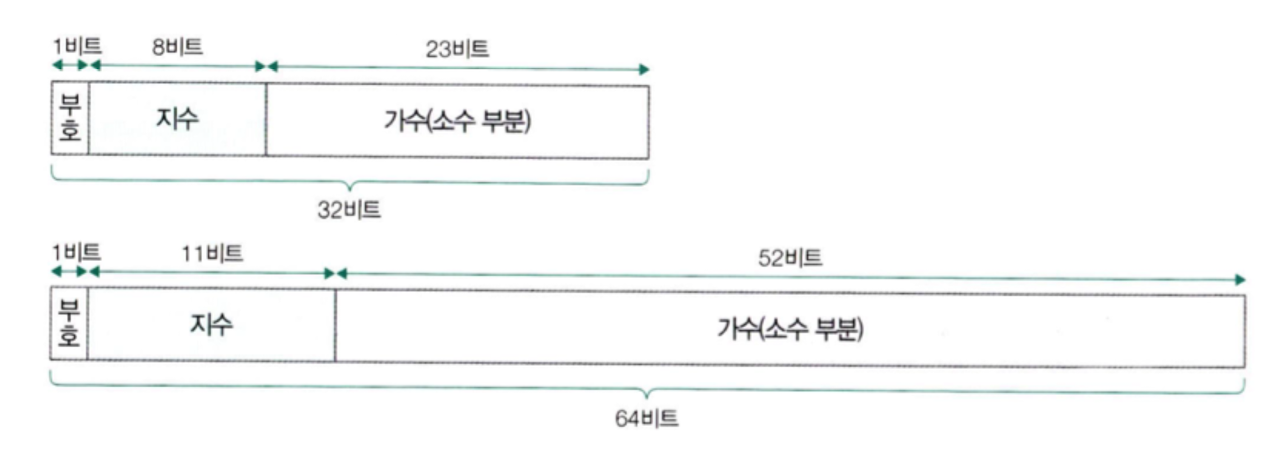 1비트 8비트 23비트
부호 지수 가수(소수 부분)
32비트
1비트 11비트 52비트
부호 지수 가수(소수 부분)
64비트